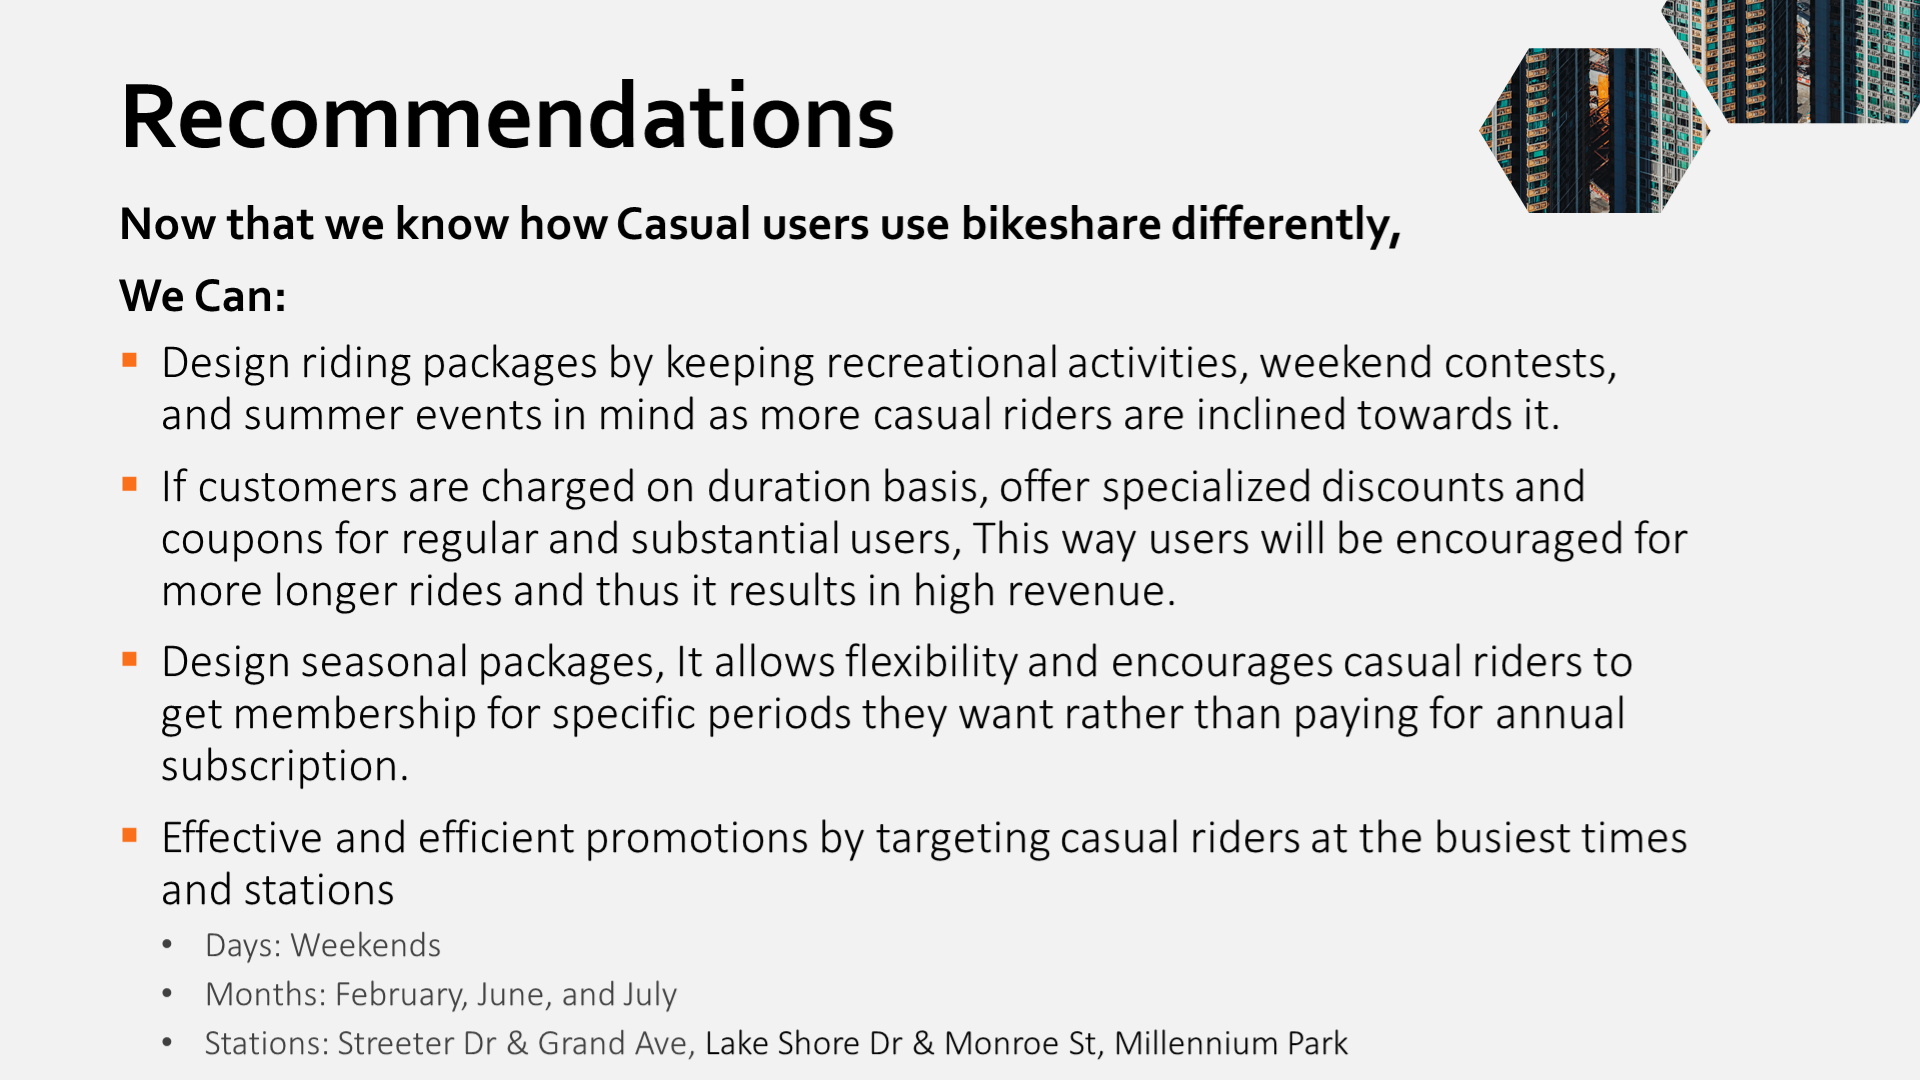 Recommendations
Now that we know how Casual users use bikeshare differently,
We Can:
Design riding packages by keeping recreational activities, weekend contests,
and summer events in mind as more casual riders are inclined towards it.
If customers are charged on duration basis, offer specialized discounts and
coupons for regular and substantial users, This way users will be encouraged for
more longer rides and thus it results in high revenue.
Design seasonal packages, It allows flexibility and encourages casual riders to
get membership for specific periods they want rather than paying for annual
subscription.
Effective and efficient promotions by targeting casual riders at the busiest times
and stations
• Days: Weekends
• Months: February, June, and July
• Stations: Streeter Dr & Grand Ave, Lake Shore Dr & Monroe St, Millennium Park